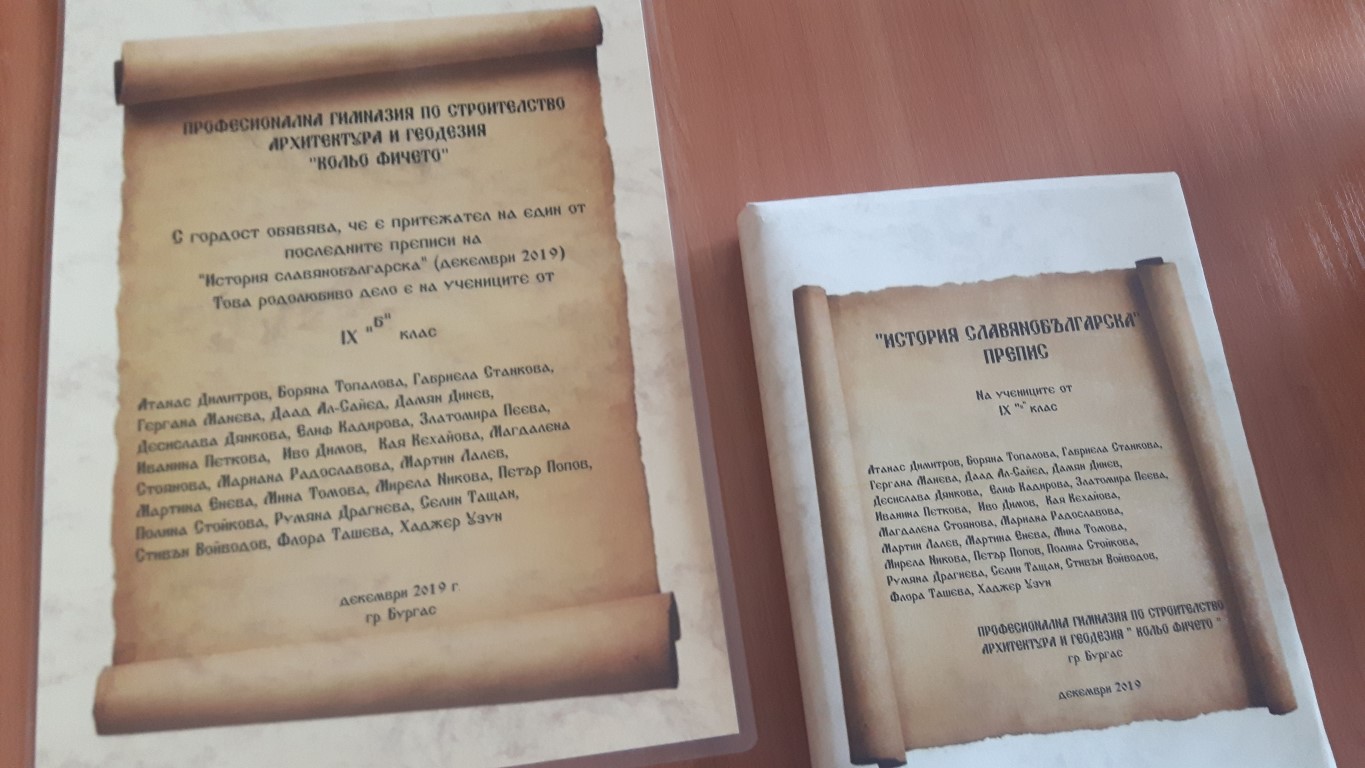 ПРОФЕСИОНАЛНА ГИМНАЗИЯ ПО СТРОИТЕЛСТВО
АРХИТЕКТУРА И ГЕОДЕЗИЯ
"КОЛЬО ФИЧЕТО"
С гордост обявява, че е притежател на един от
последните преписи на
"История славянобългарска" (декември 2019)
Това родолюбиво дело е на учениците от
IX "Б" клас
Атанас Димитров, Боряна Топалова, Габриела Станкова,
Гергана Манева, Даад Ал-Сайед, Дамян Динев,
Десислава Дянкова, Елиф Кадирова, Златомира Пеева,
Иванина Петкова, Иво Димов, Кая Кехайова, Магдалена
Стоянова, Мариана Радославова, Мартин Лалев,
Мартина Енева, Мина Томова, Мирела Никова, Петър Попов,
Полина Стойкова, Румяна Драгнева, Селин Тащан,
Стивън Войводов, Флора Ташева, Хаджер Узун
декември 2019 г.
гр. Бургас
"ИСТОРИЯ СЛАВЯНОБЪЛГАРСКА"
ПРЕПИС
На учениците от
IX клас
Атанас Димитров, Боряна Топалова, Габриела Станкова,
Гергана Манева, Даад Ал-Сайед, Дамян Динев,
Десислава Дянкова, Елиф Кадирова, Златомира Пеева,
Иванина Петкова, Иво Димов, Кая Кехайова,
Магдалена Стоянова, Мариана Радославова,
Мартин Лалев, Мартина Енева, Мина Томова,
Мирела Никова, Петър Попов, Полина Стойкова,
Румяна Драгнева, Селин Тащан, Стивън Войводов,
Флора Ташева, Хаджер Узун
ПРОФЕСИОНАЛНА ГИМНАЗИЯ ПО СТРОИТЕЛСТВО
АРХИТЕКТУРА И ГЕОДЕЗИЯ " КОЛЬО ФИЧЕТО "
гр. Бургас
декември 2019